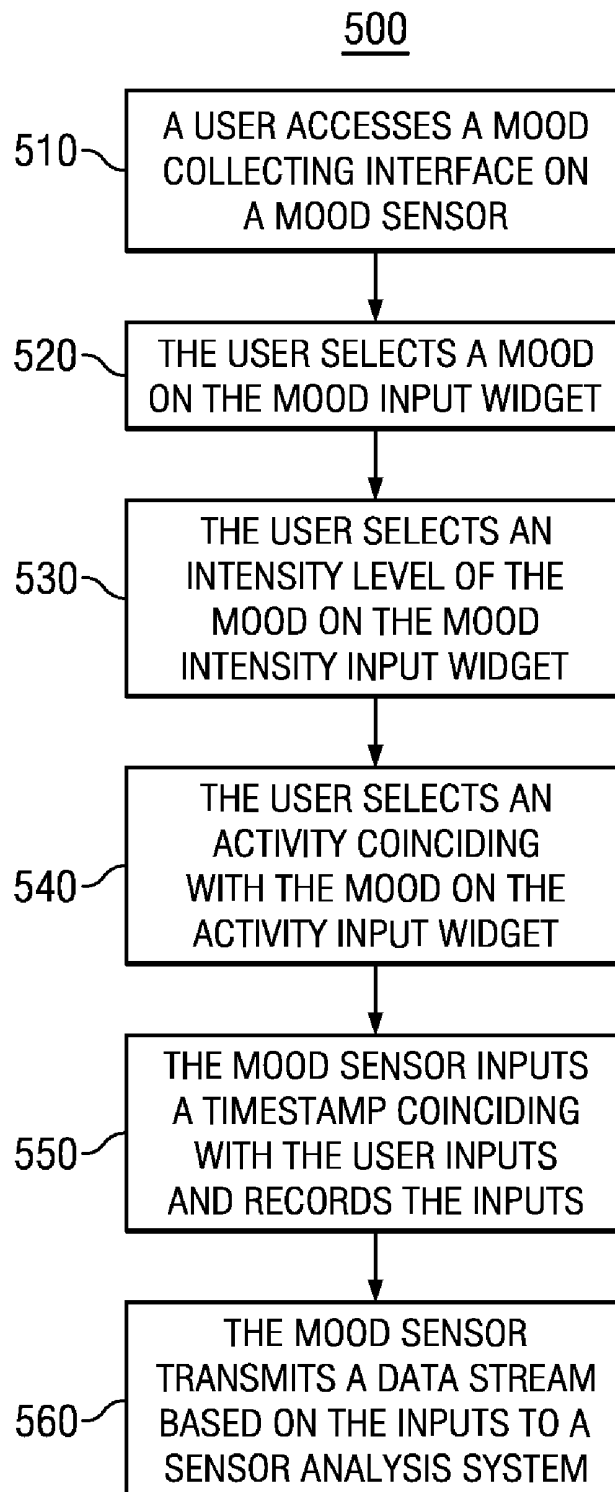 500
510
A USER ACCESSES A MOOD
COLLECTING INTERFACE ON
A MOOD SENSOR
520
THE USER SELECTS A MOOD
ON THE MOOD INPUT WIDGET
530
THE USER SELECTS AN
INTENSITY LEVEL OF THE
MOOD ON THE MOOD
INTENSITY INPUT WIDGET
540
THE USER SELECTS AN
ACTIVITY COINCIDING
WITH THE MOOD ON THE
ACTIVITY INPUT WIDGET
550
THE MOOD SENSOR INPUTS
A TIMESTAMP COINCIDING
WITH THE USER INPUTS
AND RECORDS THE INPUTS
560
THE MOOD SENSOR
TRANSMITS A DATA STREAM
BASED ON THE INPUTS TO A
SENSOR ANALYSIS SYSTEM